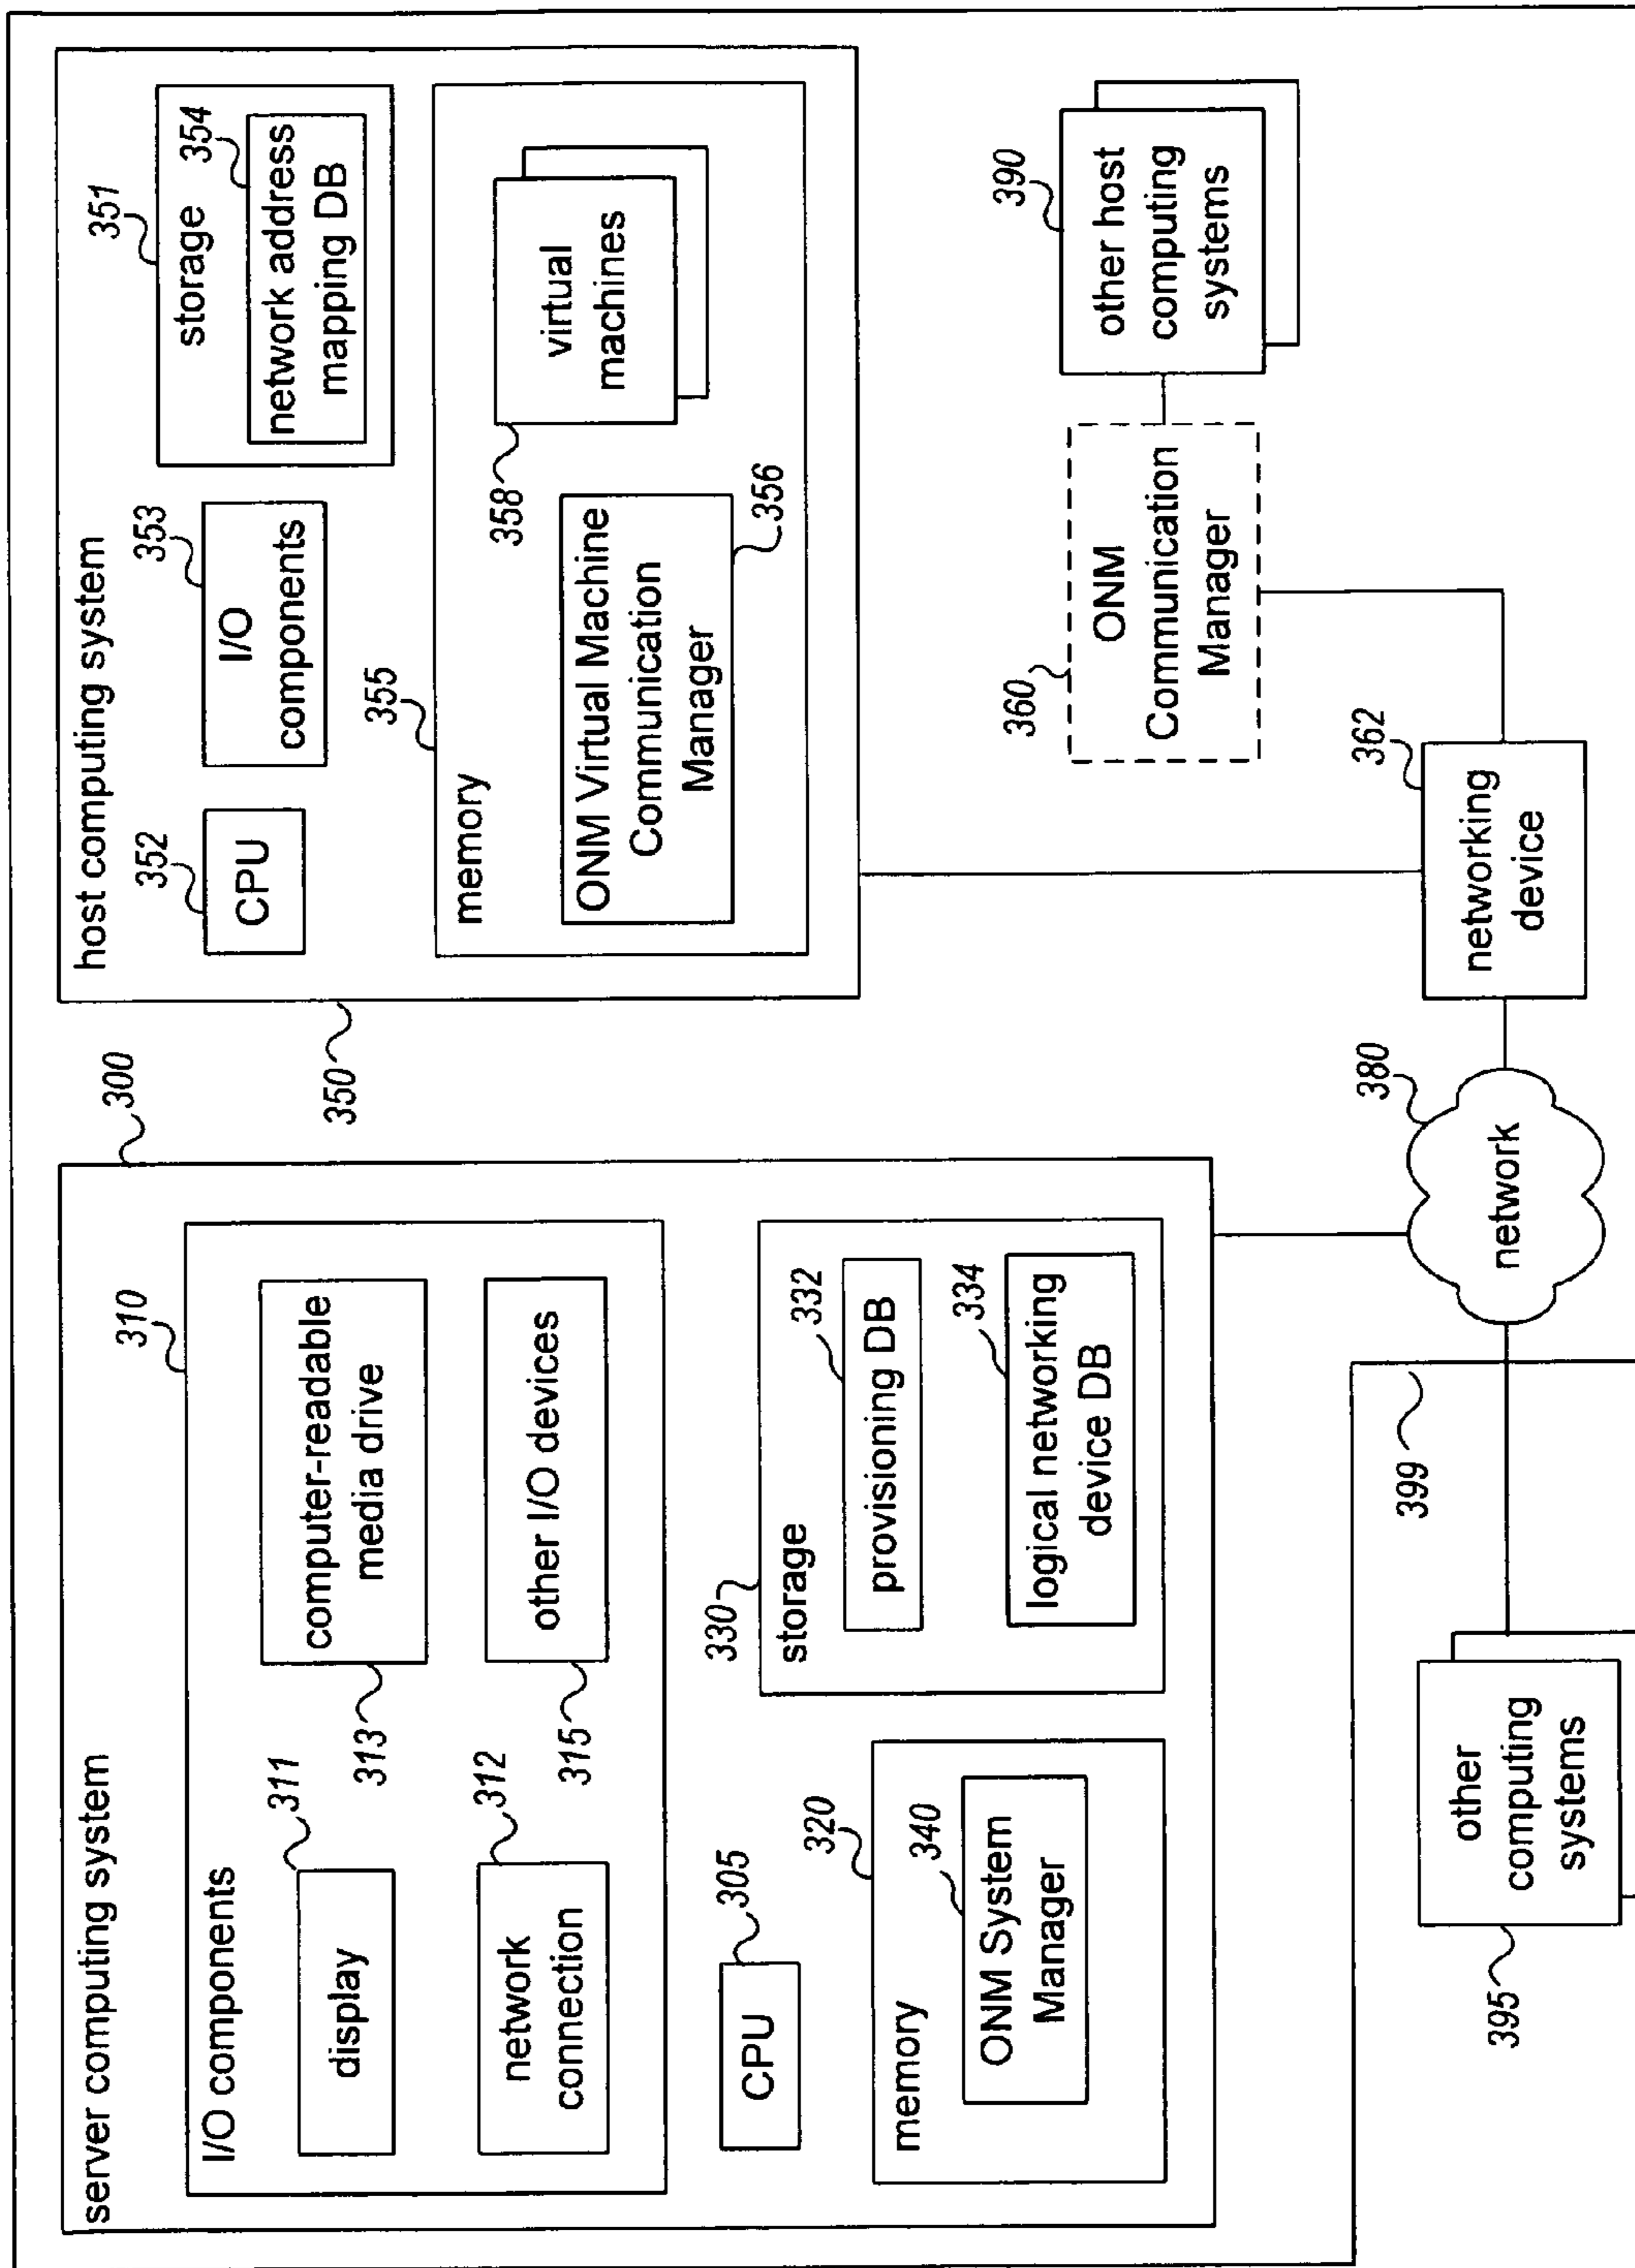 server computing system
300
I/O components
310
display
311
computer-readable
media drive
313
network
connection
312
other I/O devices
315
CPU
305
storage
330
provisioning DB
332
logical networking
device DB
334
memory
320
ONM System
Manager
340
host computing system
350
CPU
352
I/O
components
353
storage
351
network address
mapping DB
354
memory
355
ONM Virtual Machine
Communication
Manager
356
virtual
machines
358
ONM
Communication
Manager
360
other host
computing
systems
390
networking
device
362
network
380
399
other
computing
systems
395